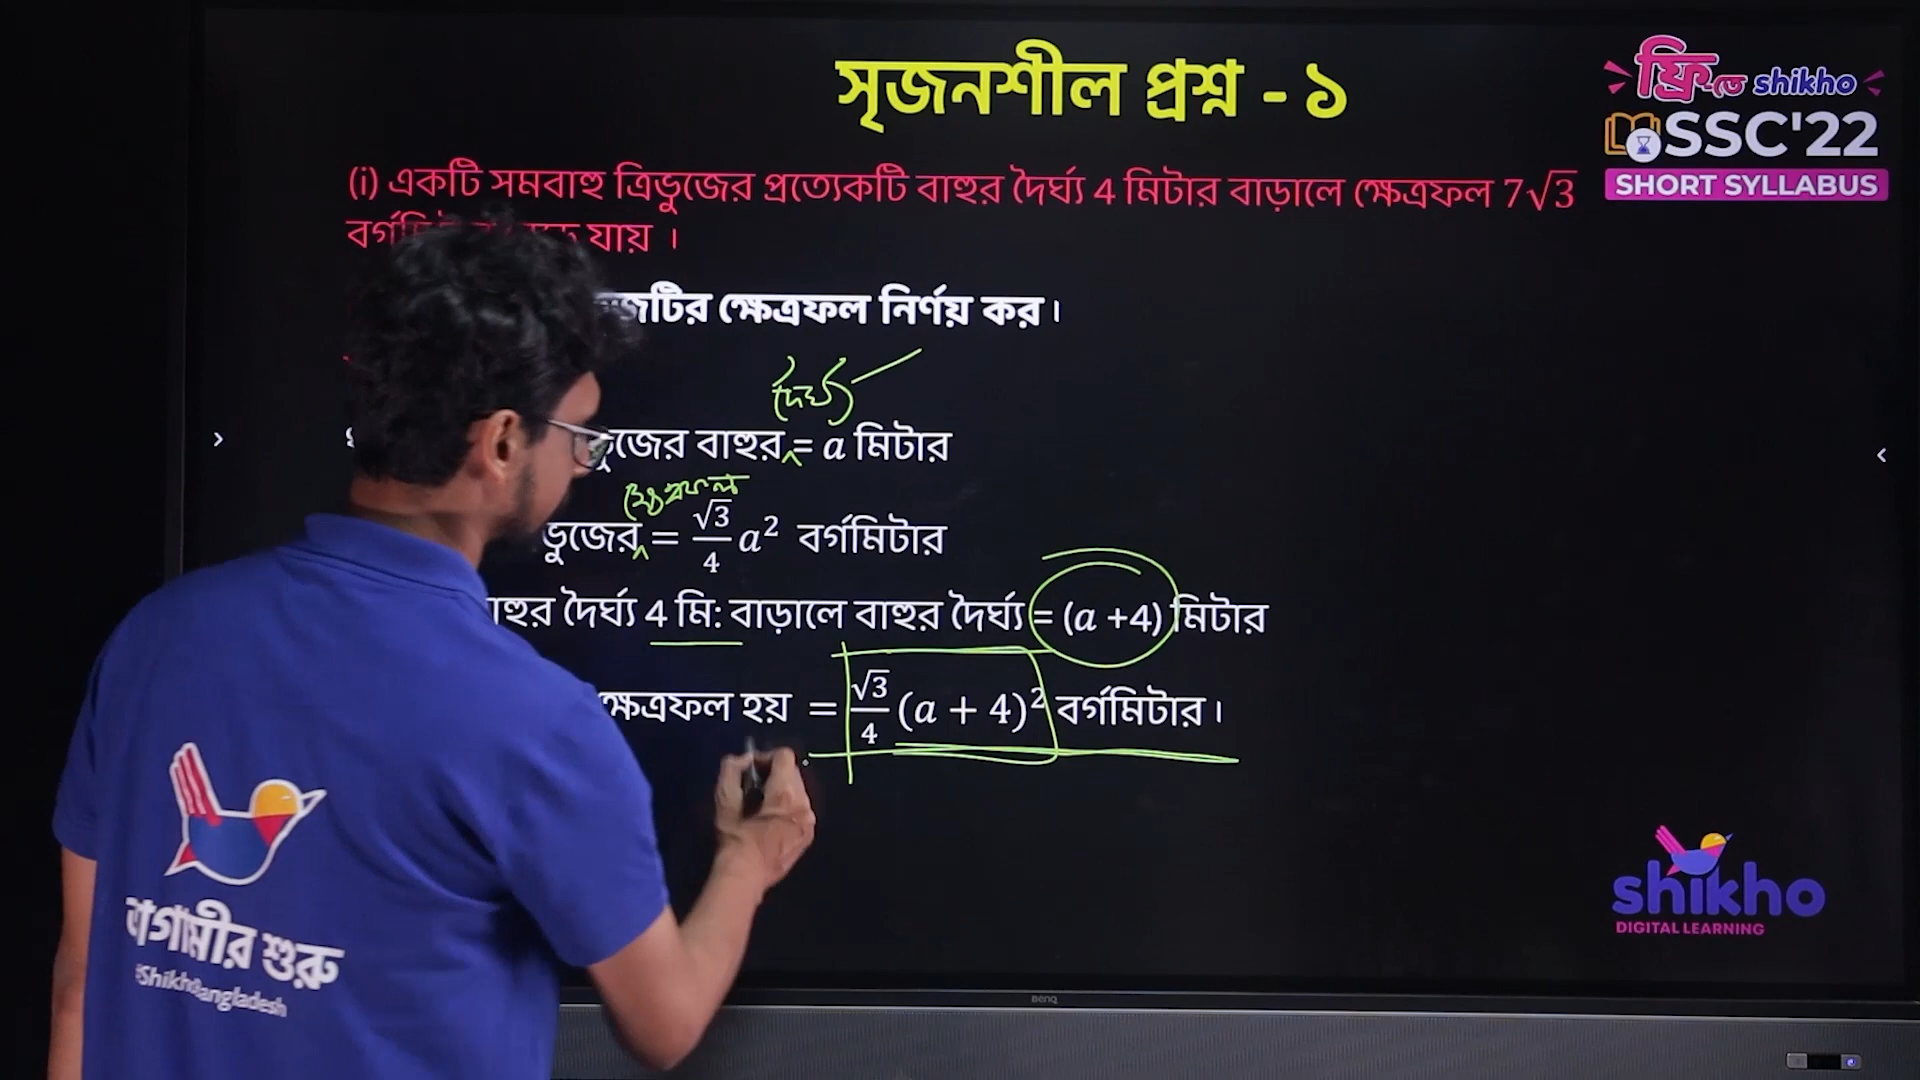 সৃজনশীল প্রশ্ন - ১
ফ্রি-তে shikho
SSC'22
SHORT SYLLABUS
(i) একটি সমবাহু ত্রিভুজের প্রত্যেকটি বাহুর দৈর্ঘ্য 4 মিটার বাড়ালে ক্ষেত্রফল 7√3
যায় ।
ক্ষেত্রফল নির্ণয় কর।
দৈর্ঘ্য
বাহুর = a মিটার
ক্ষেত্রফল
= √3/4 a² বর্গমিটার
দৈর্ঘ্য 4 মি: বাড়ালে বাহুর দৈর্ঘ্য = (a +4) মিটার
ক্ষেত্রফল হয় = √3/4 (a + 4)² বর্গমিটার।
shikho
DIGITAL LEARNING
আগামীর শুরু
#ShikhoBangladesh
BenQ